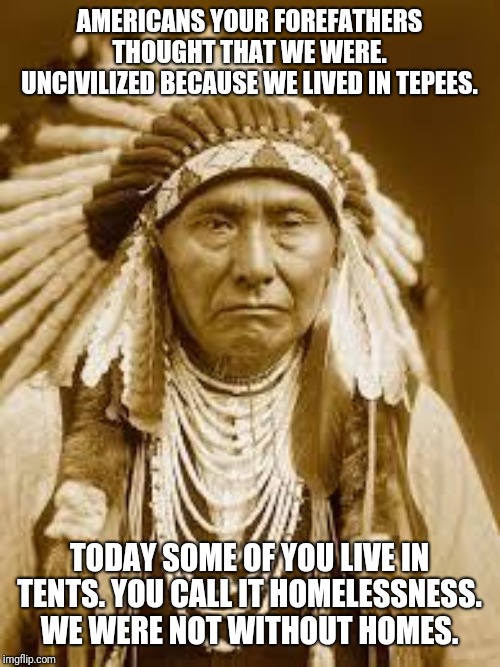 AMERICANS YOUR FOREFATHERS
THOUGHT THAT WE WERE.
UNCIVILIZED BECAUSE WE LIVED IN TEPEES.
TODAY SOME OF YOU LIVE IN
TENTS. YOU CALL IT HOMELESSNESS.
WE WERE NOT WITHOUT HOMES.
imgflip.com